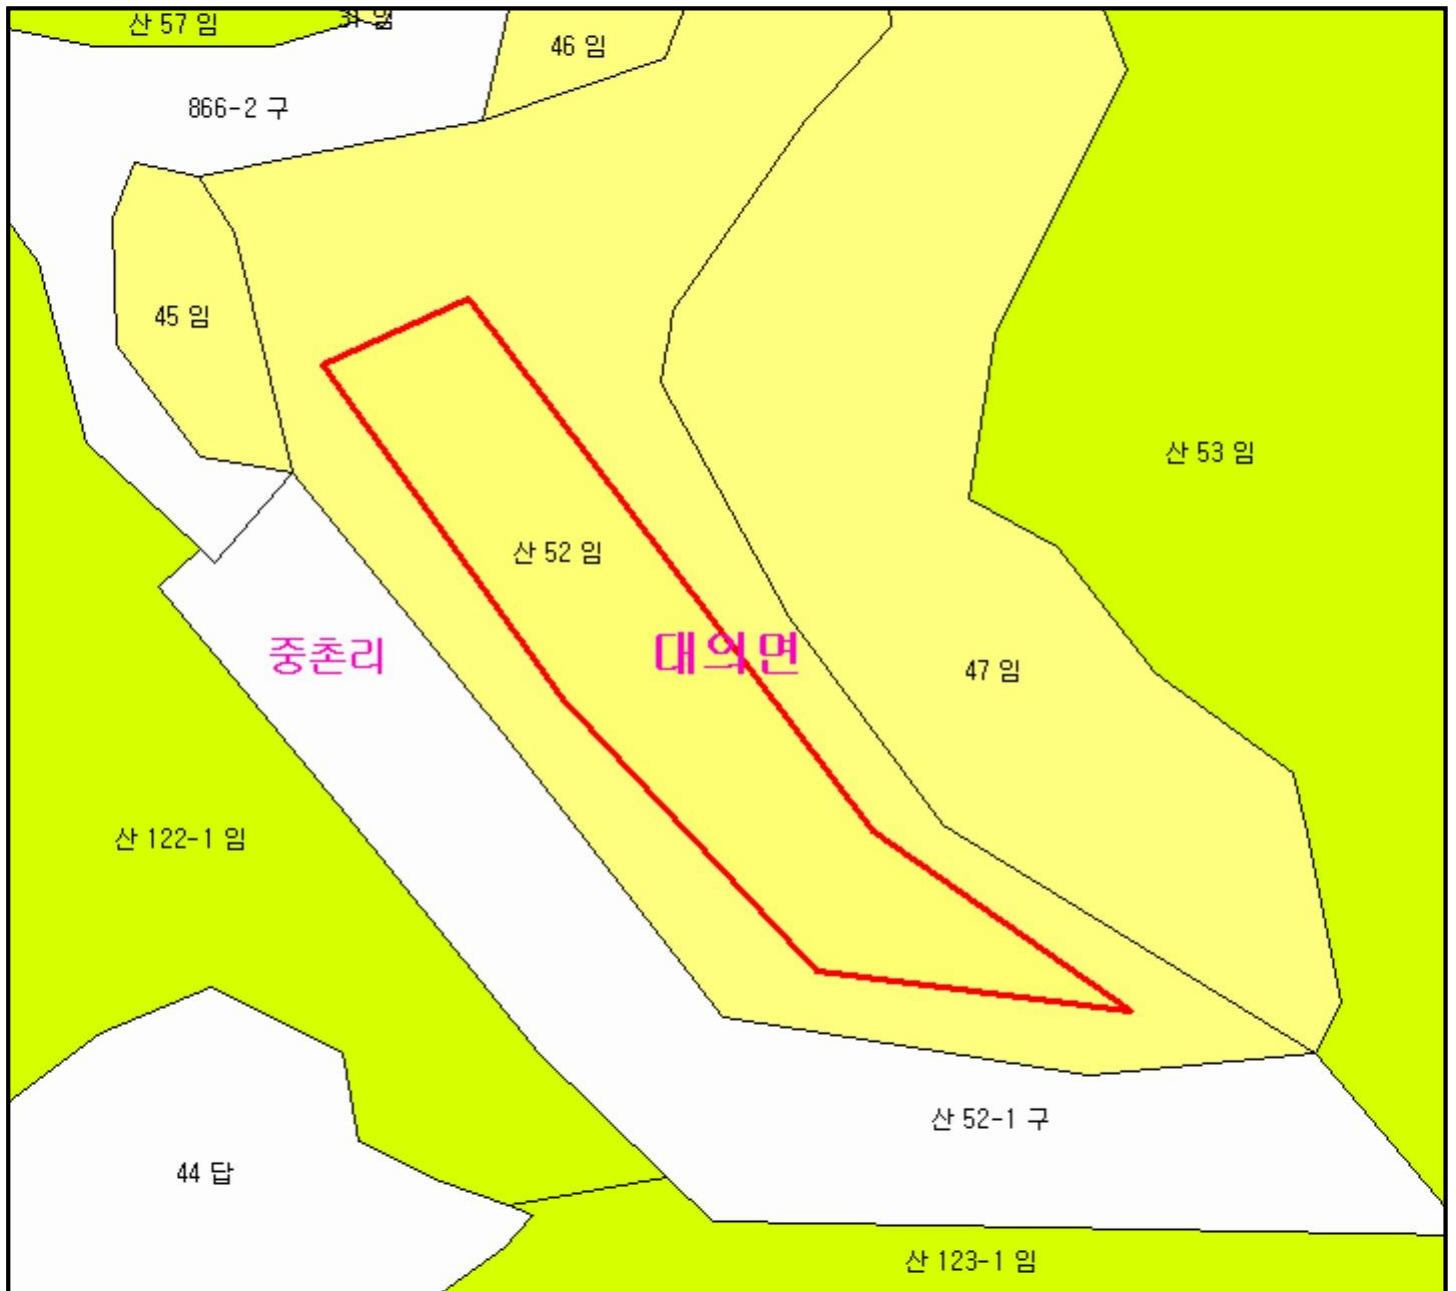 산 57 임
임
46 임
866-2 구
45 임
산 53 임
산 52 임
중촌리
대의면
47 임
산 122-1 임
산 52-1 구
44 답
산 123-1 임